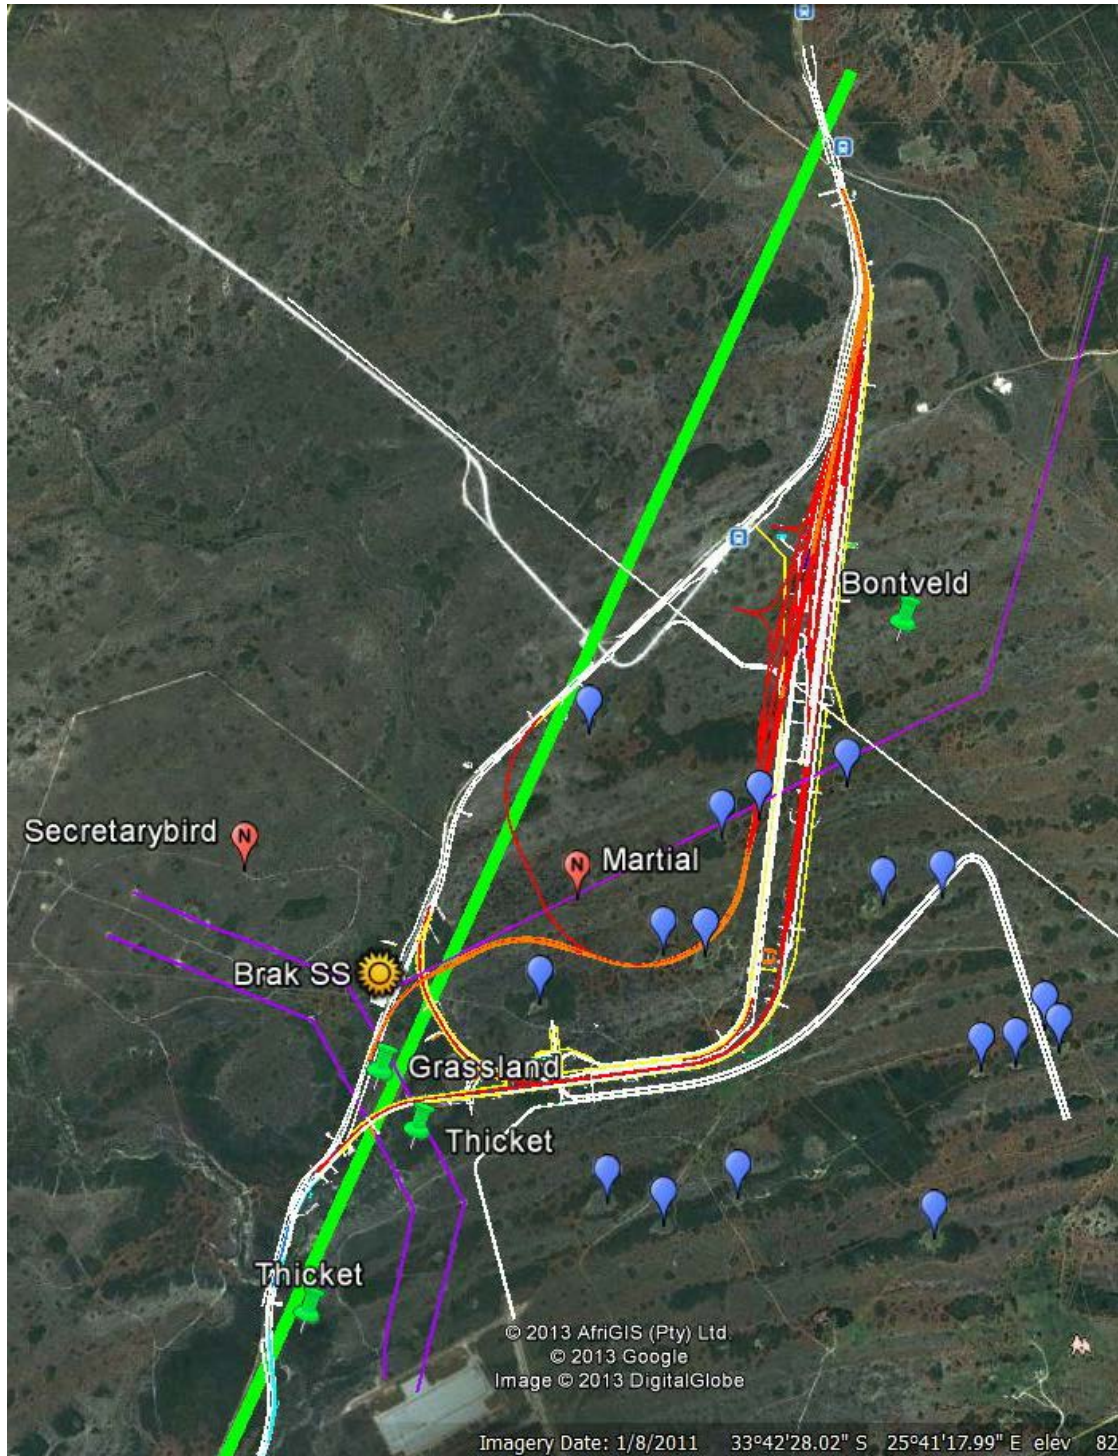 Bontveld
Secretarybird
N
N
Martial
Brak SS
Grassland
Thicket
Thicket
© 2013 AfriGIS (Pty) Ltd.
© 2013 Google
Image © 2013 DigitalGlobe
Imagery Date: 1/8/2011 33°42'28.02" S 25°41'17.99" E elev 82